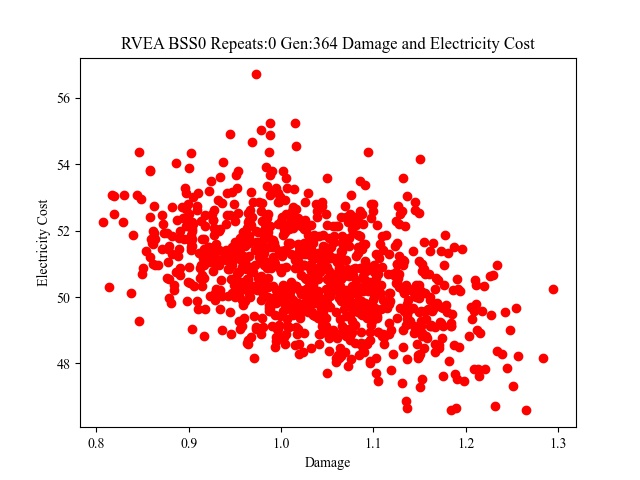 RVEA BSS0 Repeats:0 Gen:364 Damage and Electricity Cost
56
54
52
50
48
Electricity Cost
0.8 0.9 1.0 1.1 1.2 1.3
Damage